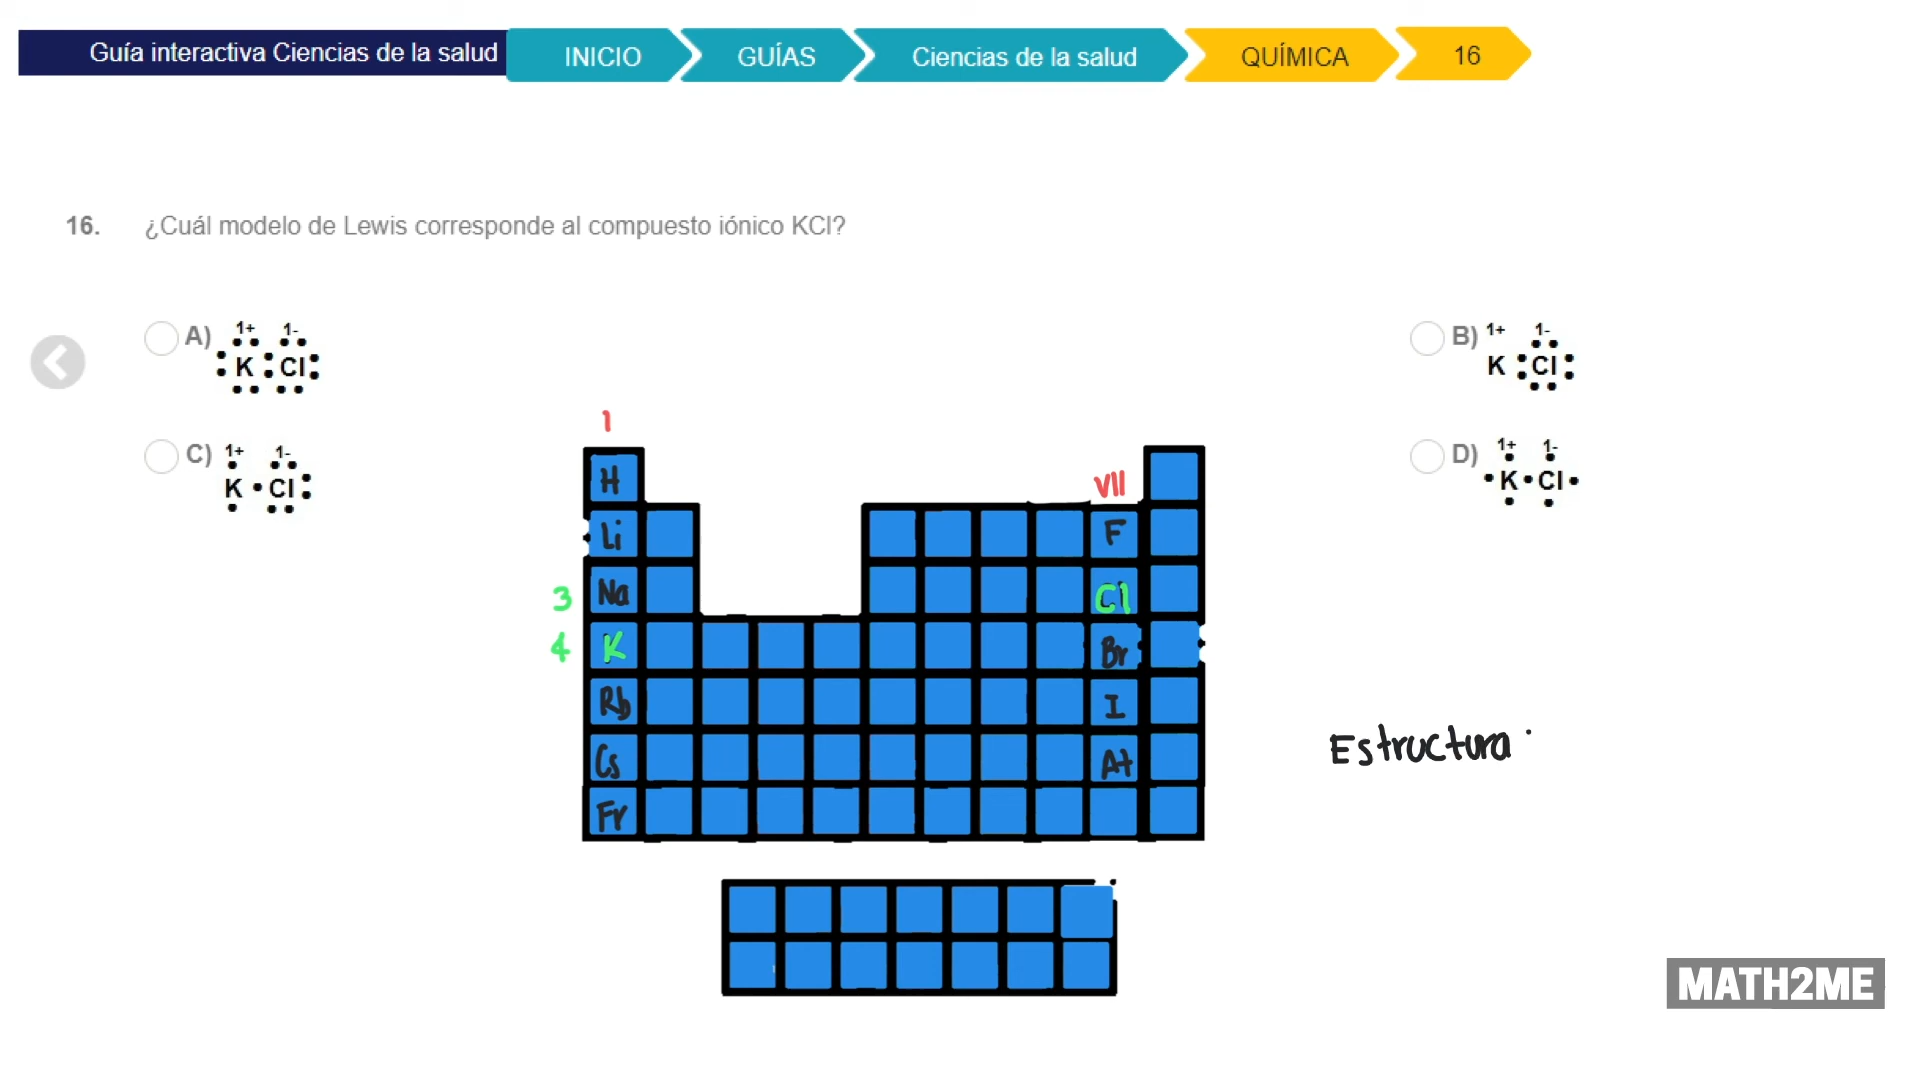 Guía interactiva Ciencias de la salud
INICIO
GUÍAS
Ciencias de la salud
QUÍMICA
16
16. ¿Cuál modelo de Lewis corresponde al compuesto iónico KCl?
A) 1+ 1-
K Cl
B) 1+ 1-
K Cl
C) 1+ 1-
K Cl
D) 1+ 1-
K Cl
1
VII
H
Li F
3 Na Cl
4 K Br
Rb I
Cs At
Fr
Estructura
MATH2ME